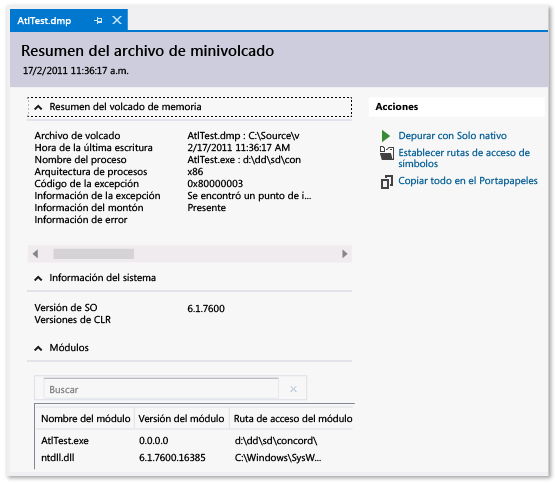 AtlTest.dmp
Resumen del archivo de minivolcado
17/2/2011 11:36:17 a.m.
Resumen del volcado de memoria
Archivo de volcado AtlTest.dmp : C:\Source\v
Hora de la última escritura 2/17/2011 11:36:17 AM
Nombre del proceso AtlTest.exe : d:\dd\sd\con
Arquitectura de procesos x86
Código de la excepción 0x80000003
Información de la excepción Se encontró un punto de i...
Información del montón Presente
Información de error
Acciones
Depurar con Solo nativo
Establecer rutas de acceso de
símbolos
Copiar todo en el Portapapeles
Información del sistema
Versión de SO 6.1.7600
Versiones de CLR
Módulos
Buscar
Nombre del módulo Versión del módulo Ruta de acceso del módulo
AtlTest.exe 0.0.0.0 d:\dd\sd\concord\
ntdll.dll 6.1.7600.16385 C:\Windows\SysW...